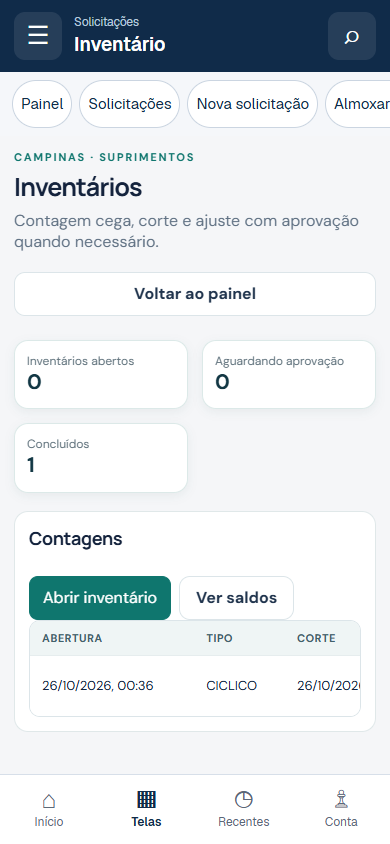 Solicitações
Inventário
Painel
Solicitações
Nova solicitação
Almoxar
CAMPINAS · SUPRIMENTOS
Inventários
Contagem cega, corte e ajuste com aprovação
quando necessário.
Voltar ao painel
Inventários abertos
0
Aguardando aprovação
0
Concluídos
1
Contagens
Abrir inventário
Ver saldos
ABERTURA TIPO CORTE
26/10/2026, 00:36 CICLICO 26/10/202
Início
Telas
Recentes
Conta